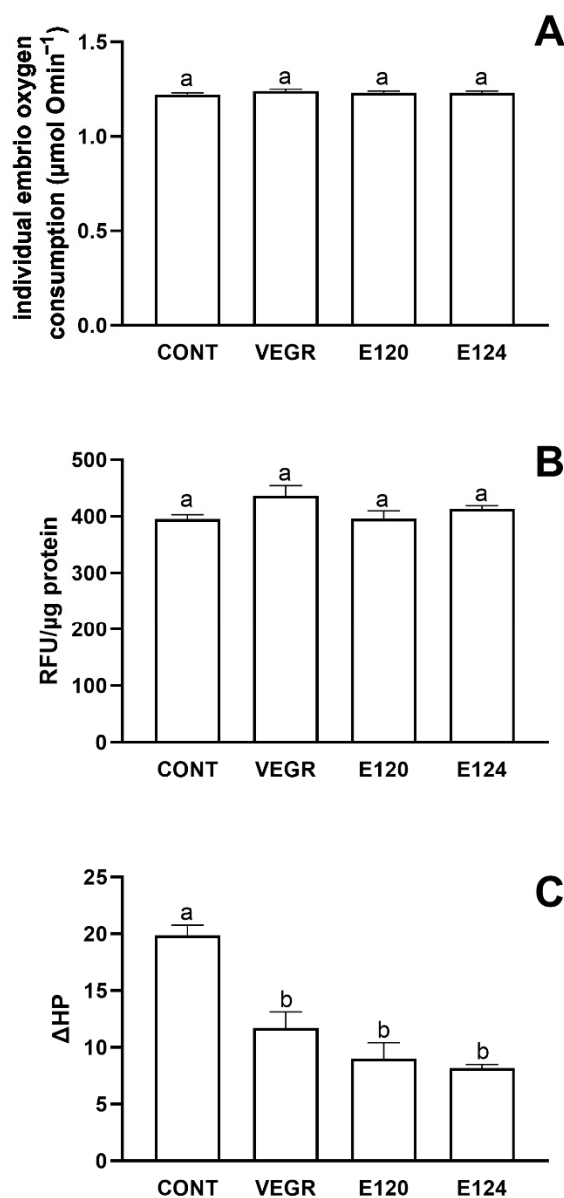 A
individual embrio oxygen
consumption (µmol Omin⁻¹)
1.5
1.0
0.5
0.0
a a a a
CONT VEGR E120 E124
B
RFU/µg protein
500
400
300
200
100
0
a a a a
CONT VEGR E120 E124
C
ΔHP
25
20
15
10
5
0
a b b b
CONT VEGR E120 E124